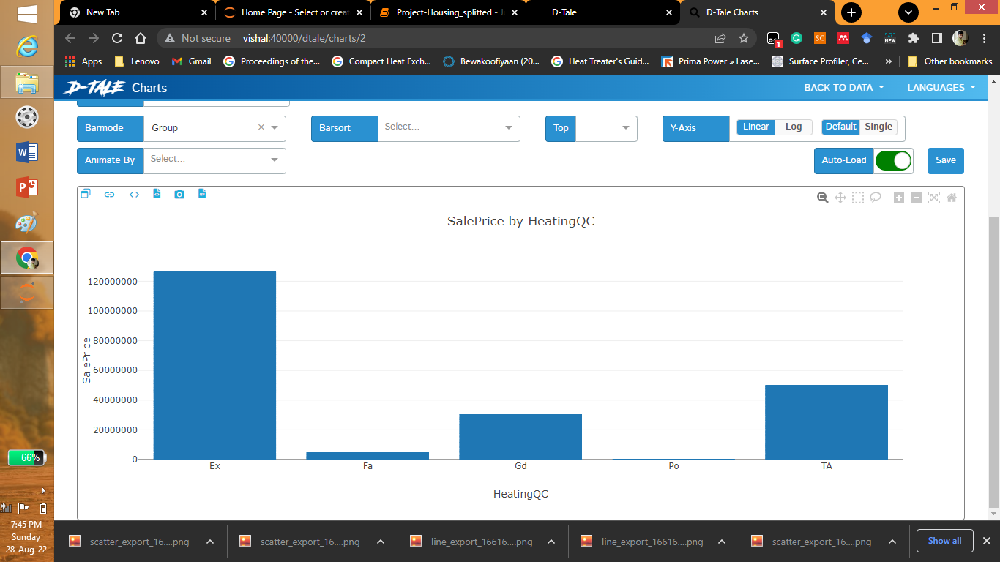 New Tab
Home Page - Select or creat
Project-Housing_splitted - J
D-Tale
D-Tale Charts
Not secure
vishal:40000/dtale/charts/2
SC
1
NEW
Apps
Lenovo
Gmail
Proceedings of the...
Compact Heat Exch...
Bewakoofiyaan (20...
Heat Treater's Guid...
Prima Power » Lase...
Surface Profiler, Ce...
»
Other bookmarks
D-TALE Charts
BACK TO DATA
LANGUAGES
Barmode Group
Barsort Select...
Top
Y-Axis Linear Log Default Single
Animate By Select...
Auto-Load
Save
SalePrice by HeatingQC
120000000
100000000
80000000
60000000
40000000
20000000
0
SalePrice
Ex Fa Gd Po TA
HeatingQC
66%
7:45 PM
Sunday
28-Aug-22
scatter_export_16....png
scatter_export_16....png
line_export_16616....png
line_export_16616....png
scatter_export_16....png
Show all